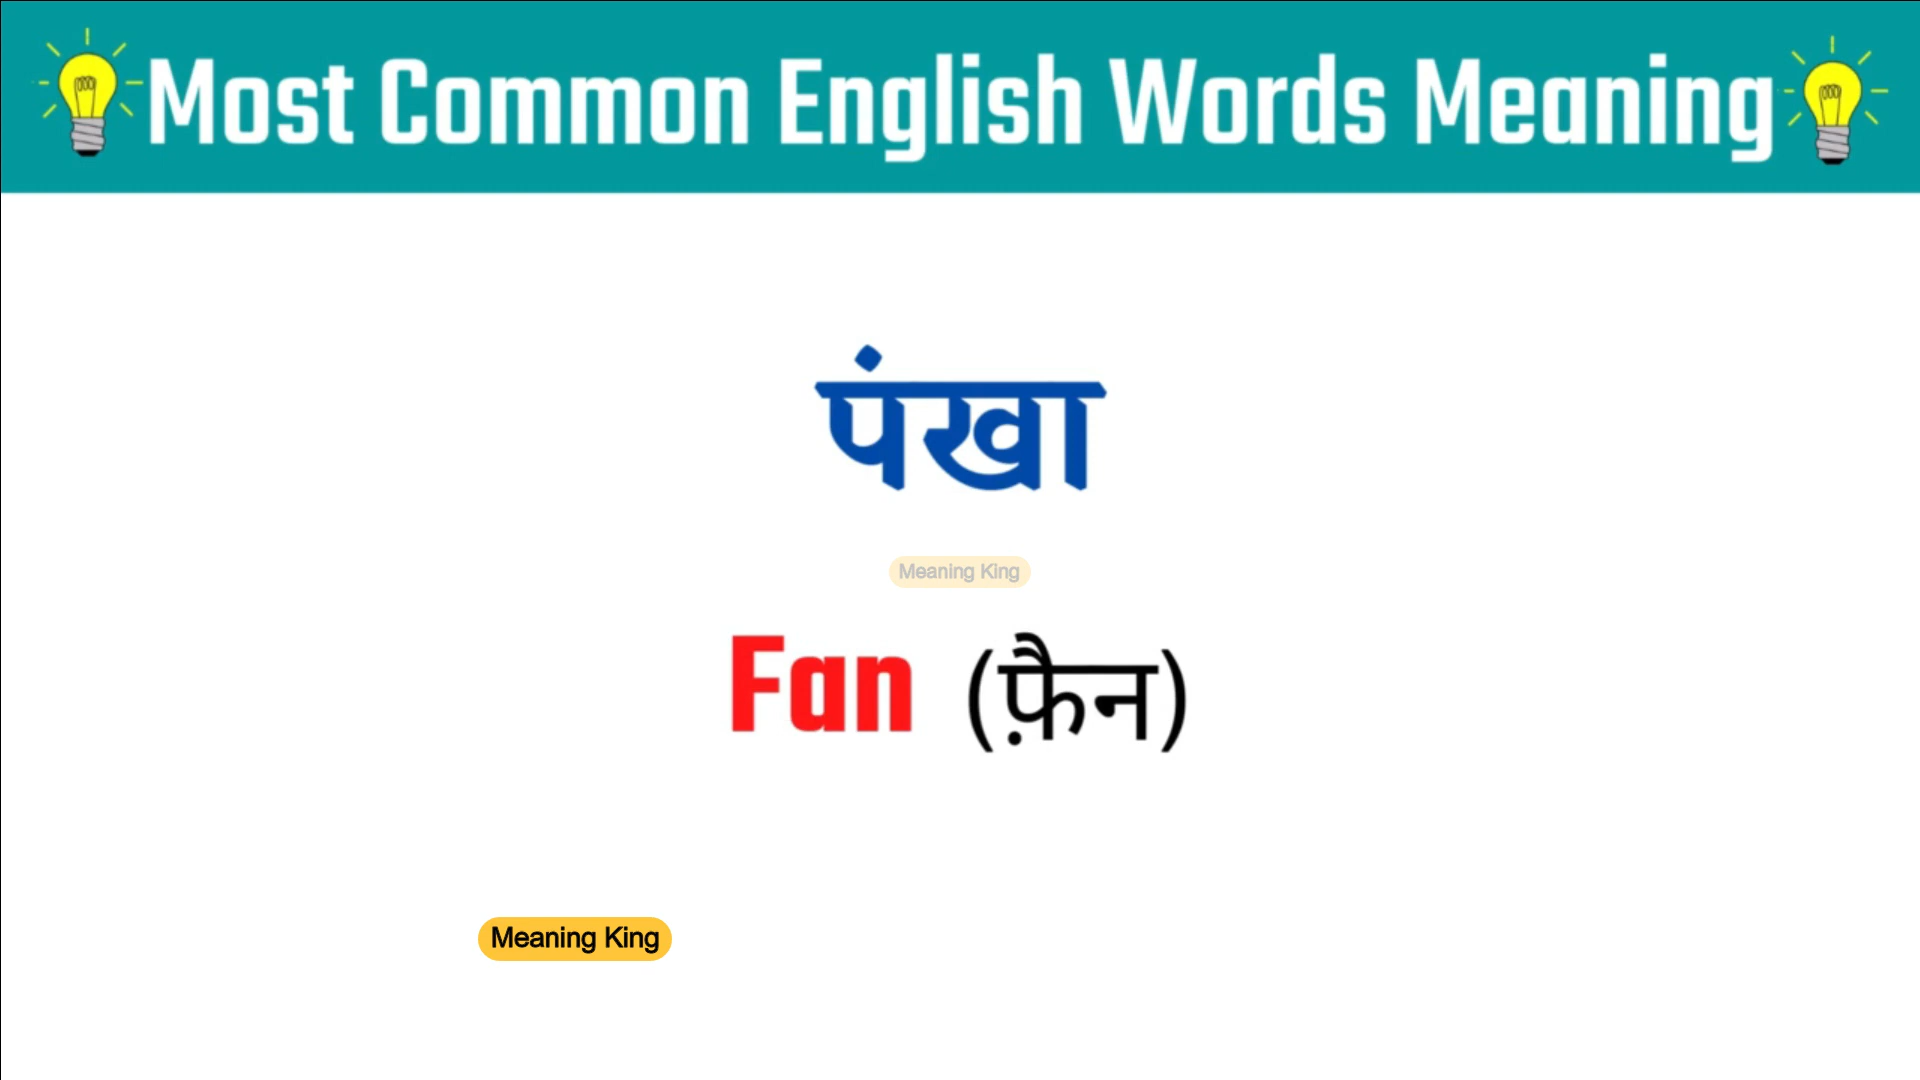 Most Common English Words Meaning
पंखा
Meaning King
Fan (फ़ैन)
Meaning King